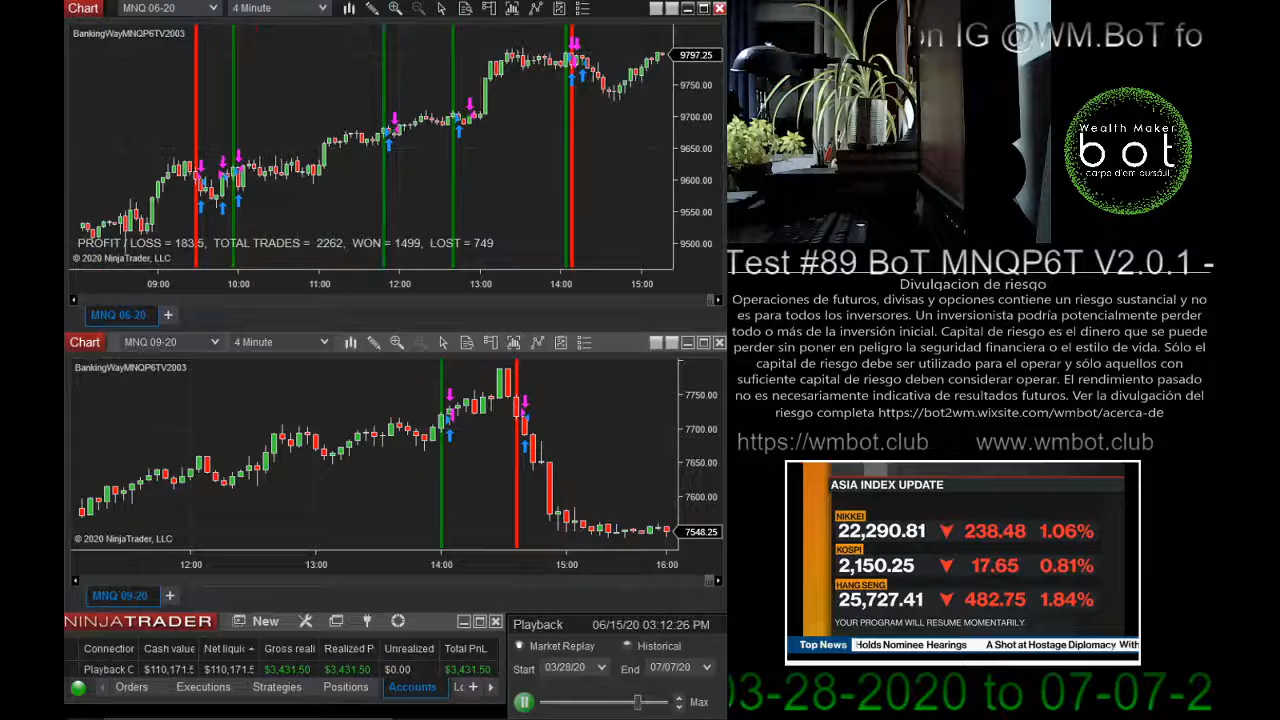 Chart MNQ 06-20 4 Minute
BankingWayMNQP6TV2003
9797.25
9750.00
9700.00
9650.00
9600.00
9550.00
9500.00
PROFIT / LOSS = 183.5, TOTAL TRADES = 2262, WON = 1499, LOST = 749
© 2020 NinjaTrader, LLC
09:00 10:00 11:00 12:00 13:00 14:00 15:00
MNQ 06-20 +
Chart MNQ 09-20 4 Minute
BankingWayMNQP6TV2003
7750.00
7700.00
7650.00
7600.00
7548.25
© 2020 NinjaTrader, LLC
12:00 13:00 14:00 15:00 16:00
MNQ 09-20 +
NINJATRADER New
Connection Cash value Net liquid Gross reali Realized P Unrealized Total PnL
Playback C $110,171.5 $110,171.5 $3,431.50 $3,431.50 $0.00 $3,431.50
Orders Executions Strategies Positions Accounts Lo +
Playback 06/15/20 03:12:26 PM
Market Replay Historical
Start 03/28/20 End 07/07/20
Max
on IG @WM.BoT fo
Wealth Maker
bot
Test #89 BoT MNQP6T V2.0.1 -
Divulgacion de riesgo
Operaciones de futuros, divisas y opciones contiene un riesgo sustancial y no
es para todos los inversores. Un inversionista podría potencialmente perder
todo o más de la inversión inicial. Capital de riesgo es el dinero que se puede
perder sin poner en peligro la seguridad financiera o el estilo de vida. Sólo el
capital de riesgo debe ser utilizado para el operar y sólo aquellos con
suficiente capital de riesgo deben considerar operar. El rendimiento pasado
no es necesariamente indicativa de resultados futuros. Ver la divulgación del
riesgo completa https://bot2wm.wixsite.com/wmbot/acerca-de
https://wmbot.club www.wmbot.club
ASIA INDEX UPDATE
NIKKEI
22,290.81 238.48 1.06%
KOSPI
2,150.25 17.65 0.81%
HANG SENG
25,727.41 482.75 1.84%
YOUR PROGRAM WILL RESUME MOMENTARILY
Top News Holds Nominee Hearings A Shot at Hostage Diplomacy With
03-28-2020 to 07-07-2